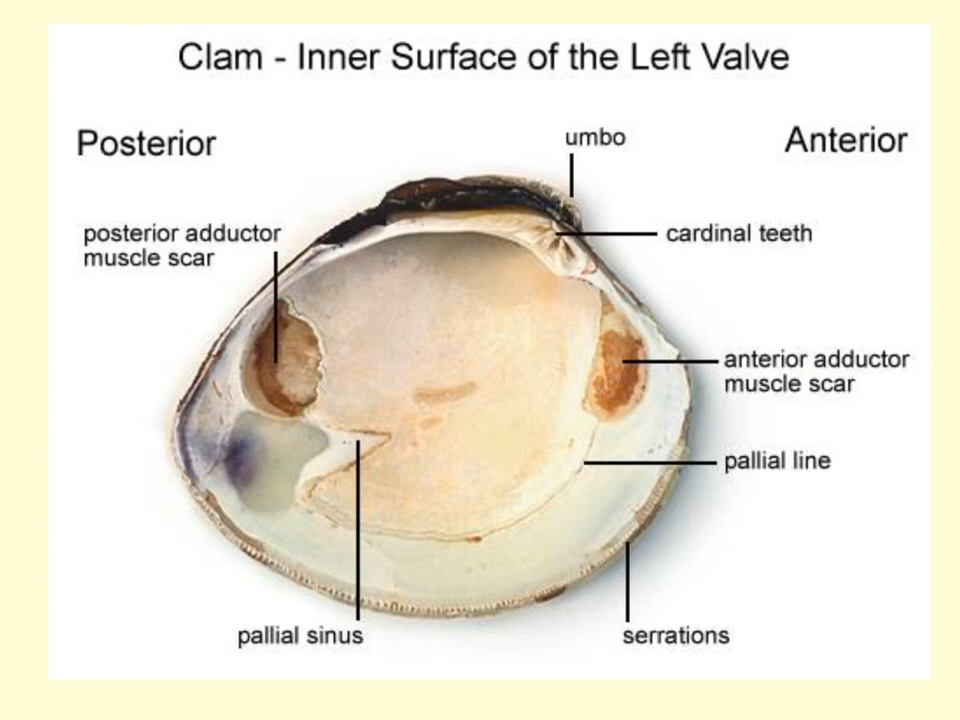 Clam - Inner Surface of the Left Valve
Posterior
umbo
Anterior
posterior adductor
muscle scar
cardinal teeth
anterior adductor
muscle scar
pallial line
pallial sinus
serrations